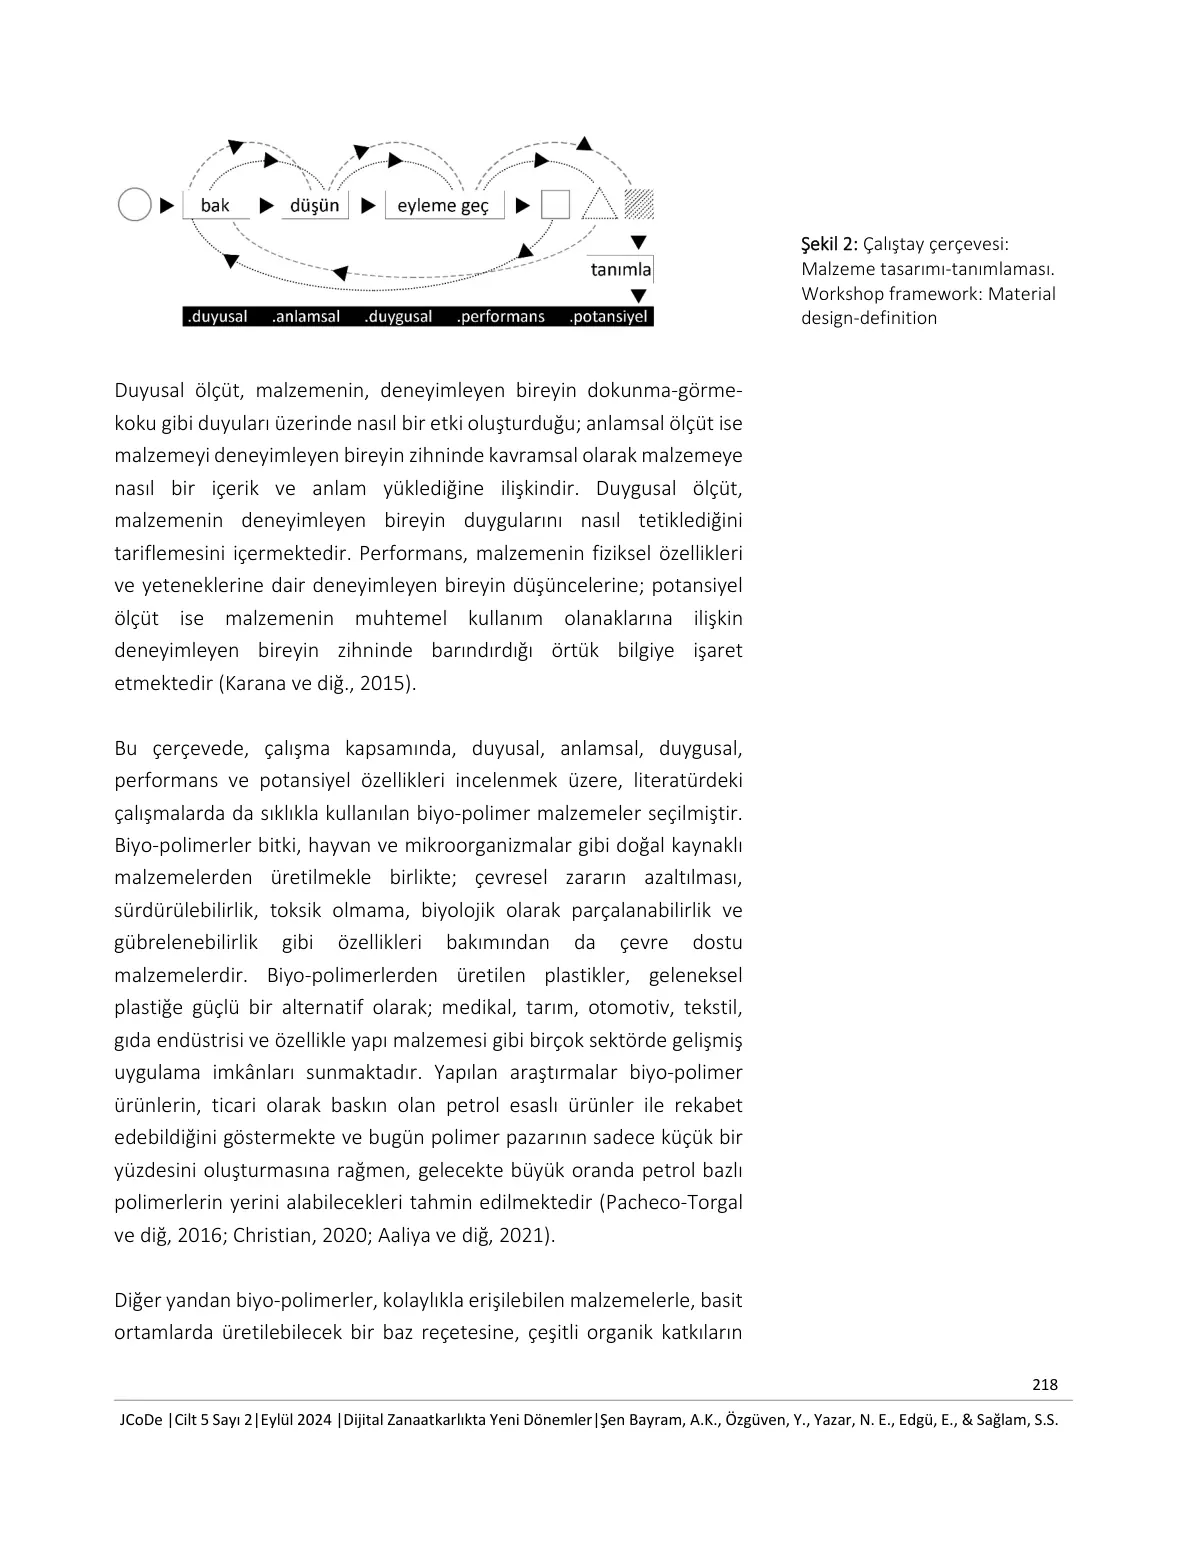 bak düşün eyleme geç
tanımla
.duyusal .anlamsal .duygusal .performans .potansiyel
Şekil 2: Çalıştay çerçevesi:
Malzeme tasarımı-tanımlaması.
Workshop framework: Material
design-definition
Duyusal ölçüt, malzemenin, deneyimleyen bireyin dokunma-görme-
koku gibi duyuları üzerinde nasıl bir etki oluşturduğu; anlamsal ölçüt ise
malzemeyi deneyimleyen bireyin zihninde kavramsal olarak malzemeye
nasıl bir içerik ve anlam yüklediğine ilişkindir. Duygusal ölçüt,
malzemenin deneyimleyen bireyin duygularını nasıl tetiklediğini
tariflemesini içermektedir. Performans, malzemenin fiziksel özellikleri
ve yeteneklerine dair deneyimleyen bireyin düşüncelerine; potansiyel
ölçüt ise malzemenin muhtemel kullanım olanaklarına ilişkin
deneyimleyen bireyin zihninde barındırdığı örtük bilgiye işaret
etmektedir (Karana ve diğ., 2015).
Bu çerçevede, çalışma kapsamında, duyusal, anlamsal, duygusal,
performans ve potansiyel özellikleri incelenmek üzere, literatürdeki
çalışmalarda da sıklıkla kullanılan biyo-polimer malzemeler seçilmiştir.
Biyo-polimerler bitki, hayvan ve mikroorganizmalar gibi doğal kaynaklı
malzemelerden üretilmekle birlikte; çevresel zararın azaltılması,
sürdürülebilirlik, toksik olmama, biyolojik olarak parçalanabilirlik ve
gübrelenebilirlik gibi özellikleri bakımından da çevre dostu
malzemelerdir. Biyo-polimerlerden üretilen plastikler, geleneksel
plastiğe güçlü bir alternatif olarak; medikal, tarım, otomotiv, tekstil,
gıda endüstrisi ve özellikle yapı malzemesi gibi birçok sektörde gelişmiş
uygulama imkânları sunmaktadır. Yapılan araştırmalar biyo-polimer
ürünlerin, ticari olarak baskın olan petrol esaslı ürünler ile rekabet
edebildiğini göstermekte ve bugün polimer pazarının sadece küçük bir
yüzdesini oluşturmasına rağmen, gelecekte büyük oranda petrol bazlı
polimerlerin yerini alabilecekleri tahmin edilmektedir (Pacheco-Torgal
ve diğ, 2016; Christian, 2020; Aaliya ve diğ, 2021).
Diğer yandan biyo-polimerler, kolaylıkla erişilebilen malzemelerle, basit
ortamlarda üretilebilecek bir baz reçetesine, çeşitli organik katkıların
218
JCoDe |Cilt 5 Sayı 2|Eylül 2024 |Dijital Zanaatkarlıkta Yeni Dönemler|Şen Bayram, A.K., Özgüven, Y., Yazar, N. E., Edgü, E., & Sağlam, S.S.